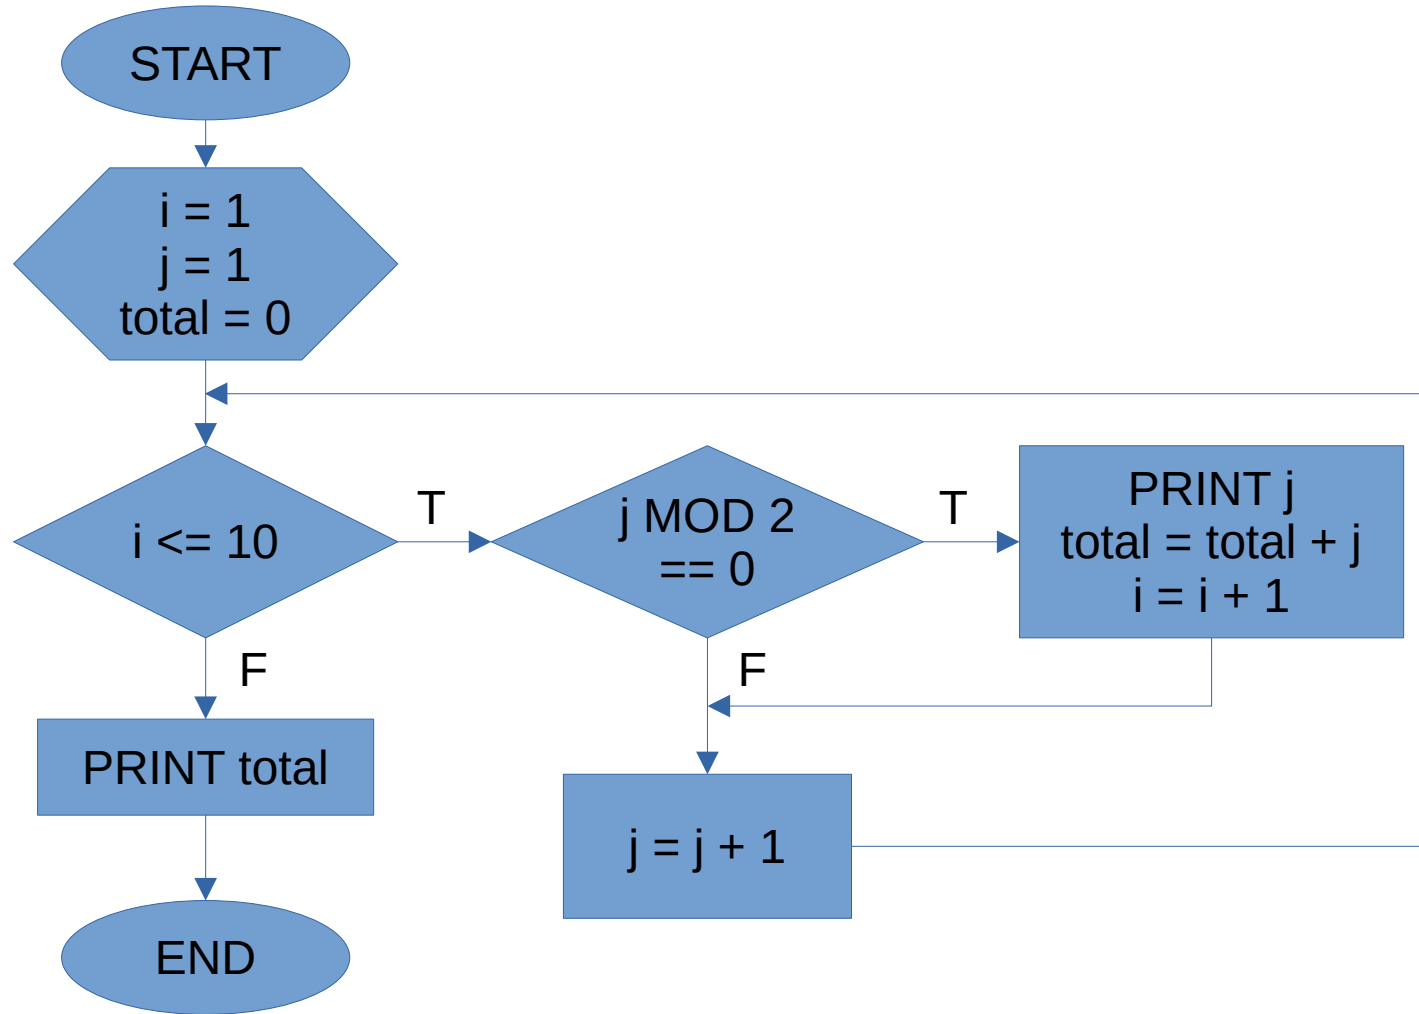 START
i = 1
j = 1
total = 0
i <= 10
T
j MOD 2
== 0
T
PRINT j
total = total + j
i = i + 1
F
F
PRINT total
j = j + 1
END